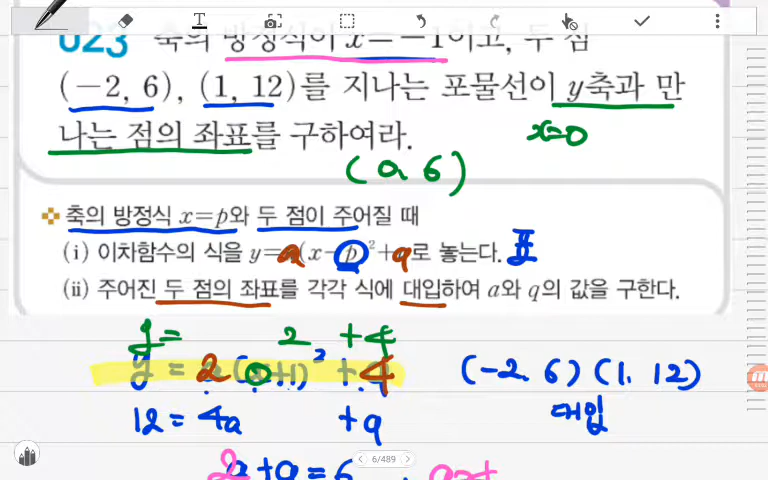 023 축의 방정식이 x=-1이고, 두 점
(-2, 6), (1, 12)를 지나는 포물선이 y축과 만
나는 점의 좌표를 구하여라.
x=0
(0, 6)
축의 방정식 x=p와 두 점이 주어질 때
(i) 이차함수의 식을 y=a(x-p)²+q로 놓는다. 표
(ii) 주어진 두 점의 좌표를 각각 식에 대입하여 a와 q의 값을 구한다.
y= 2 +4
y = 2(0+1)² + 4 (-2, 6) (1, 12)
12 = 4a +q 대입
a+q=6
6/489